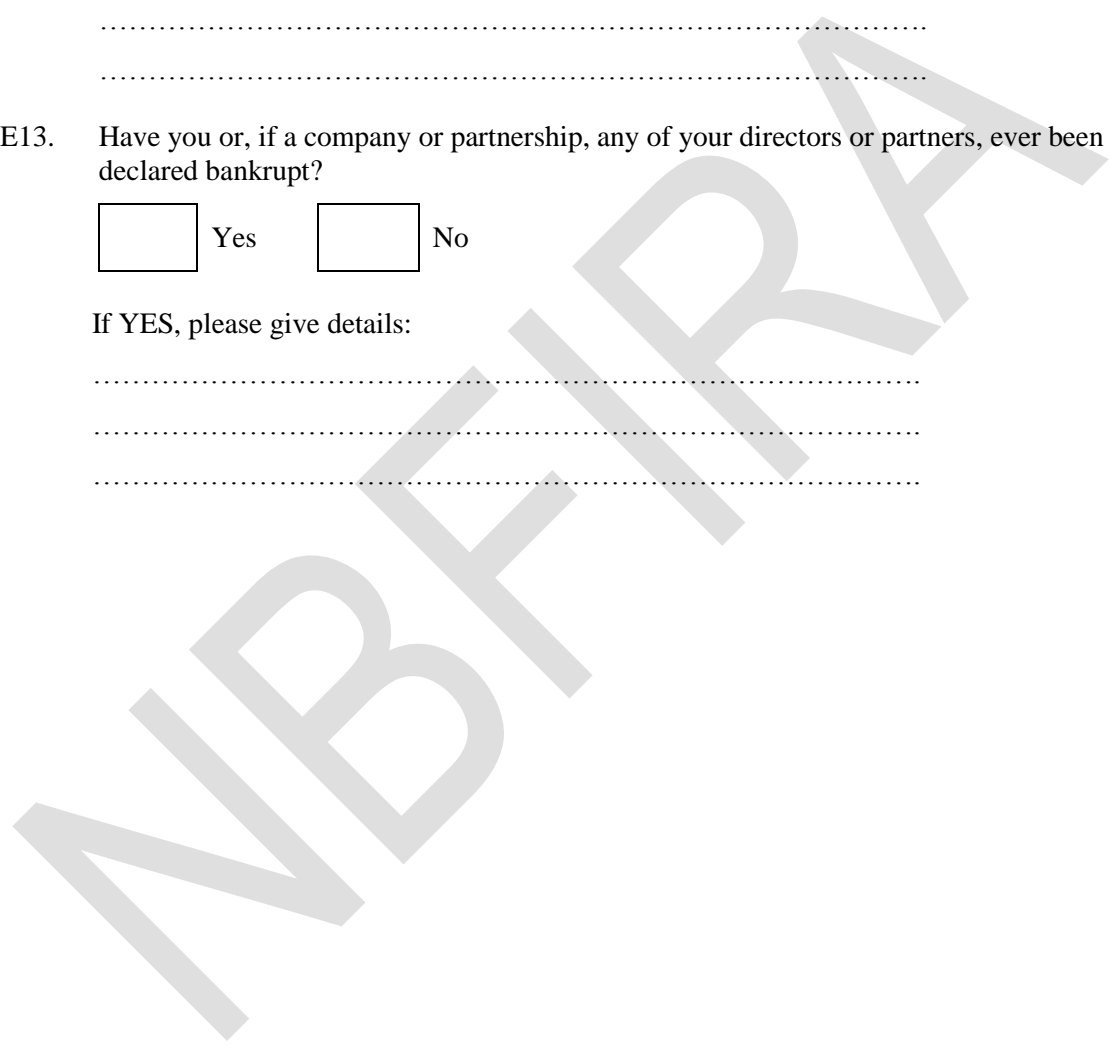 ……………………………………………………………………….
……………………………………………………………………….
E13. Have you or, if a company or partnership, any of your directors or partners, ever been
declared bankrupt?
Yes No
If YES, please give details:
……………………………………………………………………….
……………………………………………………………………….
……………………………………………………………………….
NBFIRA